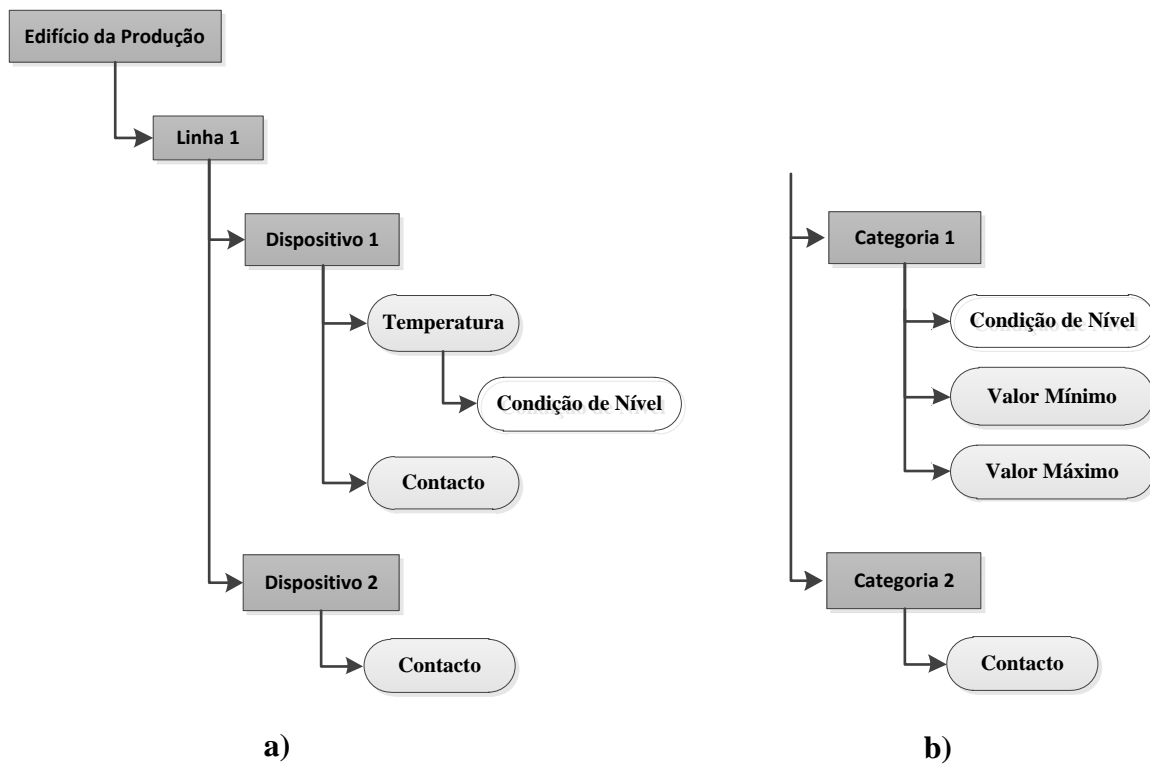 Edifício da Produção
Linha 1
Dispositivo 1
Temperatura
Condição de Nível
Contacto
Dispositivo 2
Contacto
a)
Categoria 1
Condição de Nível
Valor Mínimo
Valor Máximo
Categoria 2
Contacto
b)